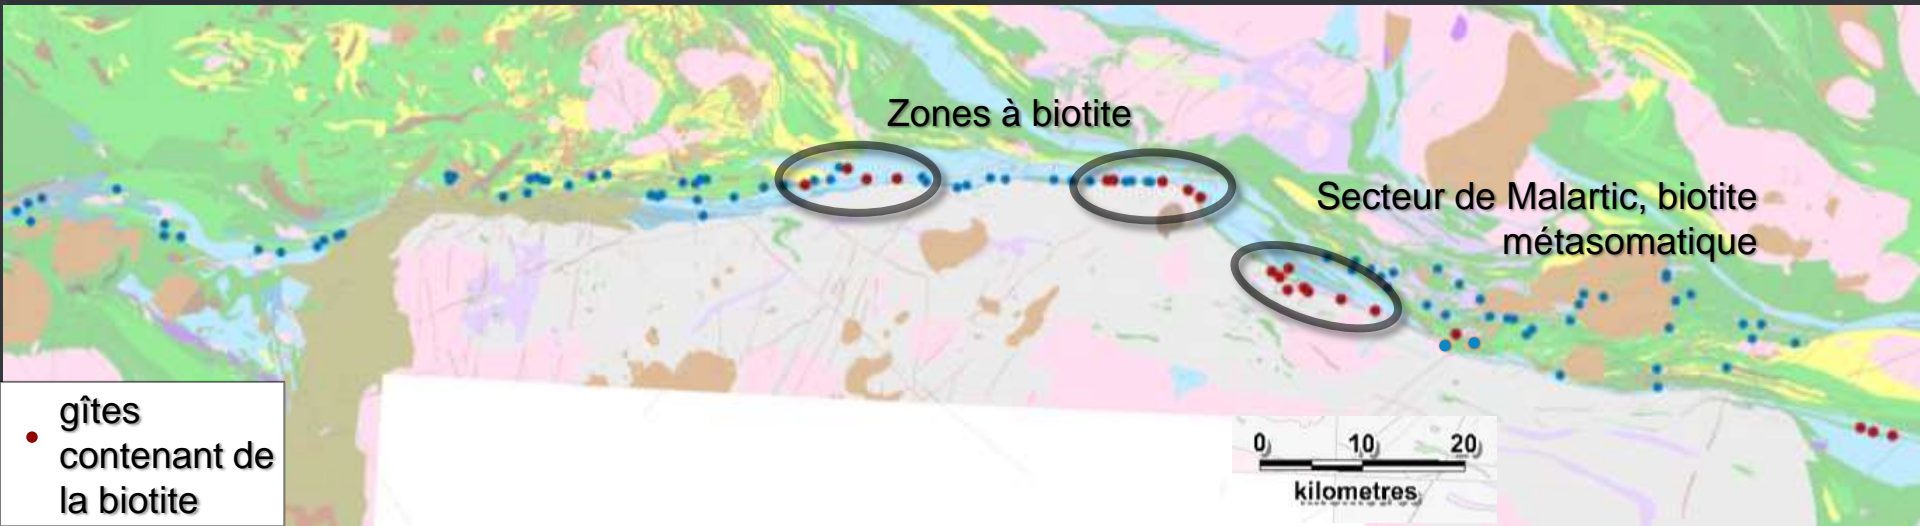 Zones à biotite
Secteur de Malartic, biotite
métasomatique
gîtes
contenant de
la biotite
0 10 20
kilometres